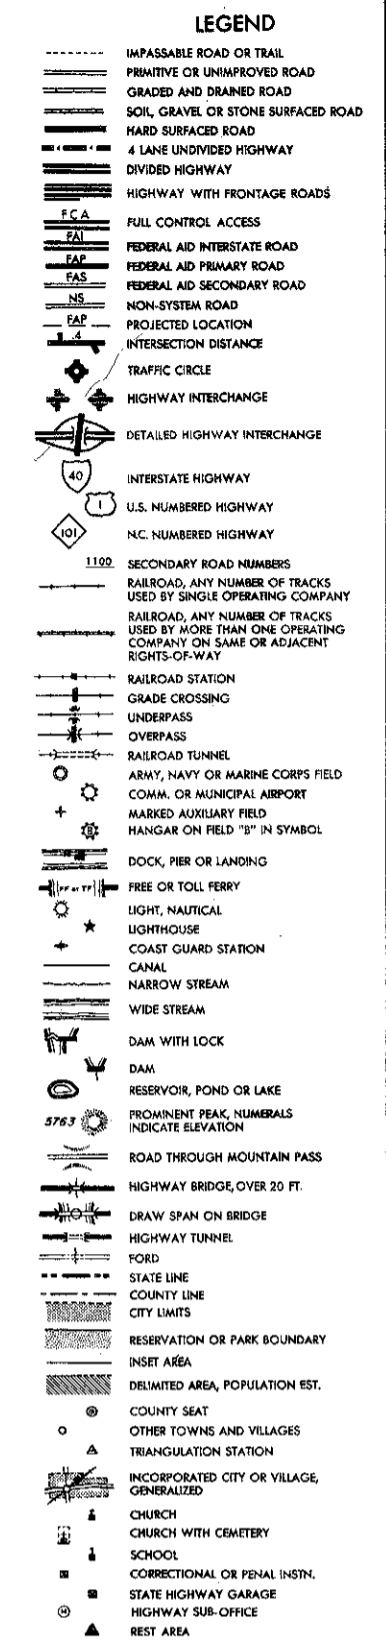 LEGEND
IMPASSABLE ROAD OR TRAIL
PRIMITIVE OR UNIMPROVED ROAD
GRADED AND DRAINED ROAD
SOIL, GRAVEL OR STONE SURFACED ROAD
HARD SURFACED ROAD
4 LANE UNDIVIDED HIGHWAY
DIVIDED HIGHWAY
HIGHWAY WITH FRONTAGE ROADS
FCA FULL CONTROL ACCESS
FAI FEDERAL AID INTERSTATE ROAD
FAP FEDERAL AID PRIMARY ROAD
FAS FEDERAL AID SECONDARY ROAD
NS NON-SYSTEM ROAD
FAP PROJECTED LOCATION
.4 INTERSECTION DISTANCE
TRAFFIC CIRCLE
HIGHWAY INTERCHANGE
DETAILED HIGHWAY INTERCHANGE
40 INTERSTATE HIGHWAY
1 U.S. NUMBERED HIGHWAY
101 N.C. NUMBERED HIGHWAY
1100 SECONDARY ROAD NUMBERS
RAILROAD, ANY NUMBER OF TRACKS
USED BY SINGLE OPERATING COMPANY
RAILROAD, ANY NUMBER OF TRACKS
USED BY MORE THAN ONE OPERATING
COMPANY ON SAME OR ADJACENT
RIGHTS-OF-WAY
RAILROAD STATION
GRADE CROSSING
UNDERPASS
OVERPASS
RAILROAD TUNNEL
ARMY, NAVY OR MARINE CORPS FIELD
COMM. OR MUNICIPAL AIRPORT
MARKED AUXILIARY FIELD
B HANGAR ON FIELD "B" IN SYMBOL
DOCK, PIER OR LANDING
FF or TF FREE OR TOLL FERRY
LIGHT, NAUTICAL
LIGHTHOUSE
COAST GUARD STATION
CANAL
NARROW STREAM
WIDE STREAM
DAM WITH LOCK
DAM
RESERVOIR, POND OR LAKE
5763 PROMINENT PEAK, NUMERALS
INDICATE ELEVATION
ROAD THROUGH MOUNTAIN PASS
HIGHWAY BRIDGE, OVER 20 FT.
DRAW SPAN ON BRIDGE
HIGHWAY TUNNEL
FORD
STATE LINE
COUNTY LINE
CITY LIMITS
RESERVATION OR PARK BOUNDARY
INSET AREA
DELIMITED AREA, POPULATION EST.
COUNTY SEAT
OTHER TOWNS AND VILLAGES
TRIANGULATION STATION
INCORPORATED CITY OR VILLAGE,
GENERALIZED
CHURCH
CHURCH WITH CEMETERY
SCHOOL
CORRECTIONAL OR PENAL INSTN.
STATE HIGHWAY GARAGE
H HIGHWAY SUB-OFFICE
REST AREA